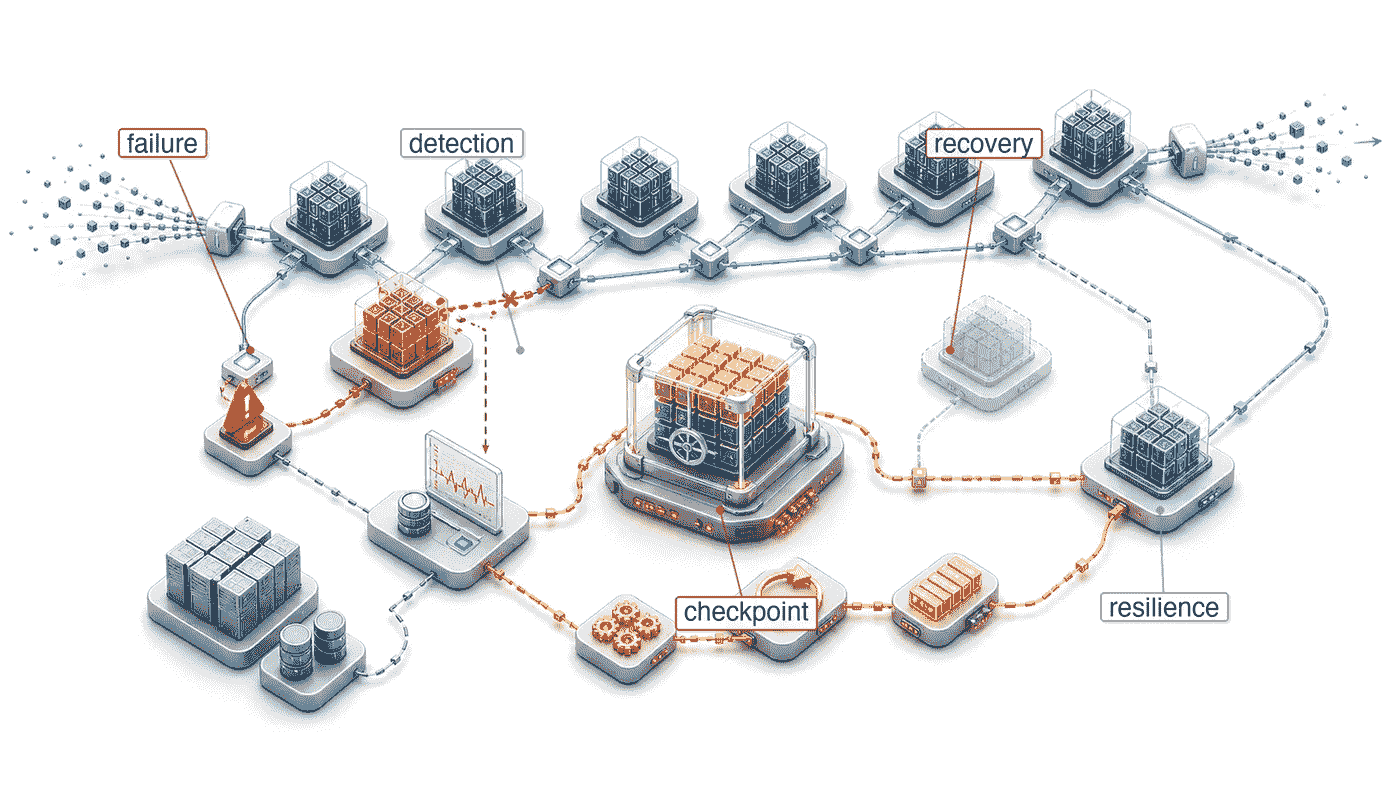 failure
detection
recovery
checkpoint
resilience